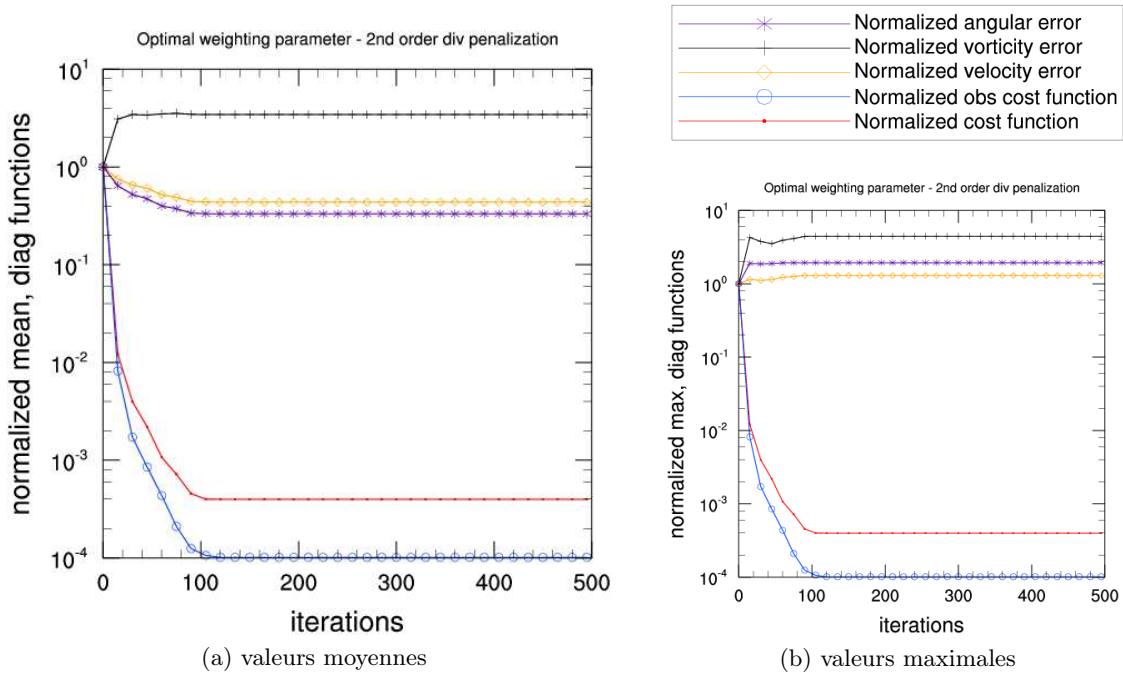 Optimal weighting parameter - 2nd order div penalization
normalized mean, diag functions
10^1
10^0
10^-1
10^-2
10^-3
10^-4
0 100 200 300 400 500
iterations
(a) valeurs moyennes
Normalized angular error
Normalized vorticity error
Normalized velocity error
Normalized obs cost function
Normalized cost function
Optimal weighting parameter - 2nd order div penalization
normalized max, diag functions
10^1
10^0
10^-1
10^-2
10^-3
10^-4
0 100 200 300 400 500
iterations
(b) valeurs maximales